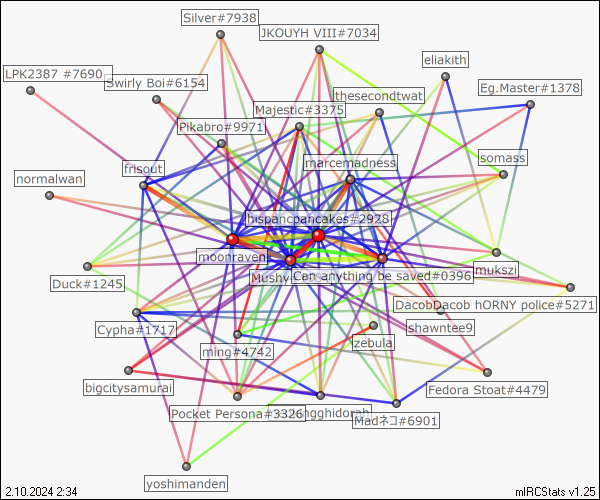 Silver#7938
JKOUYH VIII#7034
eliakith
LPK2387 #7690
Swirly Boi#6154
Eg.Master#1378
thesecondtwat
Majestic#3375
Pikabro#9971
somass
marcemadness
frisout
normalwan
hispancpancakes#2928
moonraven
mukszi
Mushy
Can anything be saved#0396
Duck#1245
DacobDacob hORNY police#5271
Cypha#1717
shawntee9
zebula
ming#4742
bigcitysamurai
Fedora Stoat#4479
Pocket Persona#3326
ngghidorah
Madネコ#6901
yoshimanden
2.10.2024 2:34
mIRCStats v1.25